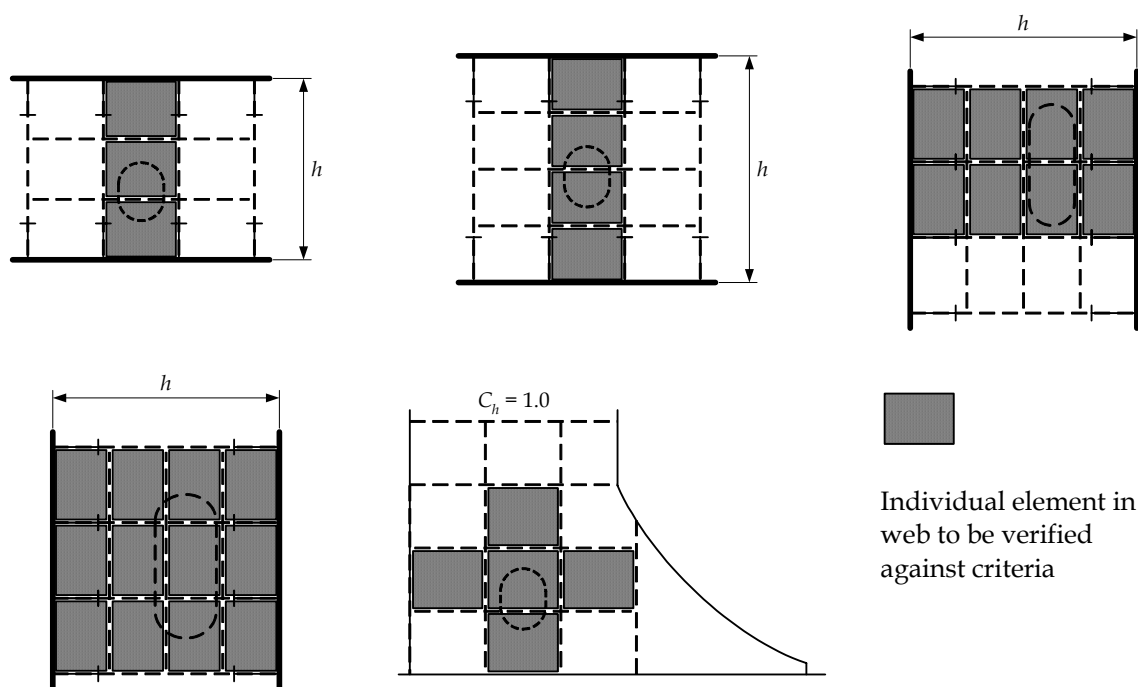 h
h
h
h
C_h = 1.0
Individual element in
web to be verified
against criteria